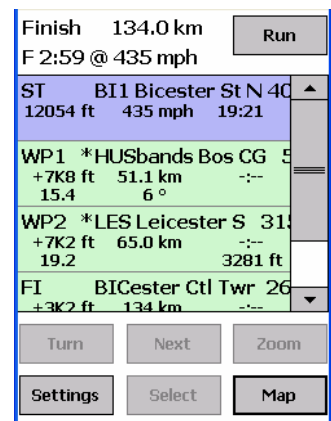 Finish 134.0 km Run
F 2:59 @ 435 mph
ST BI1 Bicester St N 40
12054 ft 435 mph 19:21
WP1 *HUSbands Bos CG 5
+7K8 ft 51.1 km -:--
15.4 6 °
WP2 *LES Leicester S 315
+7K2 ft 65.0 km -:--
19.2 3281 ft
FI BICester Ctl Twr 26
+3K2 ft 134 km -:--
Turn Next Zoom
Settings Select Map